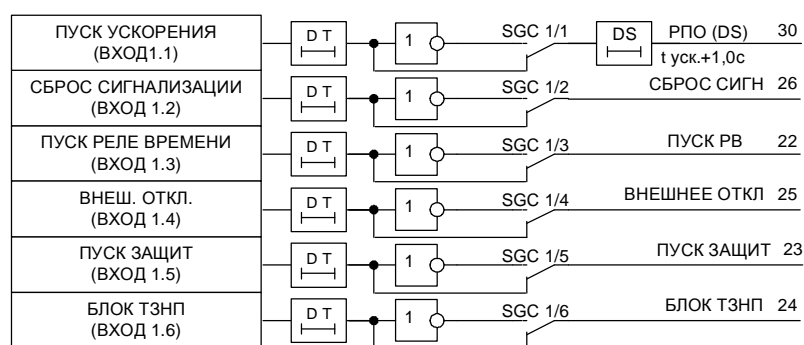 ПУСК УСКОРЕНИЯ
(ВХОД1.1)
D T
1
SGC 1/1
DS
РПО (DS)
30
t уск.+1,0с
СБРОС СИГНАЛИЗАЦИИ
(ВХОД 1.2)
D T
1
SGC 1/2
СБРОС СИГН
26
ПУСК РЕЛЕ ВРЕМЕНИ
(ВХОД 1.3)
D T
1
SGC 1/3
ПУСК РВ
22
ВНЕШ. ОТКЛ.
(ВХОД 1.4)
D T
1
SGC 1/4
ВНЕШНЕЕ ОТКЛ
25
ПУСК ЗАЩИТ
(ВХОД 1.5)
D T
1
SGC 1/5
ПУСК ЗАЩИТ
23
БЛОК ТЗНП
(ВХОД 1.6)
D T
1
SGC 1/6
БЛОК ТЗНП
24